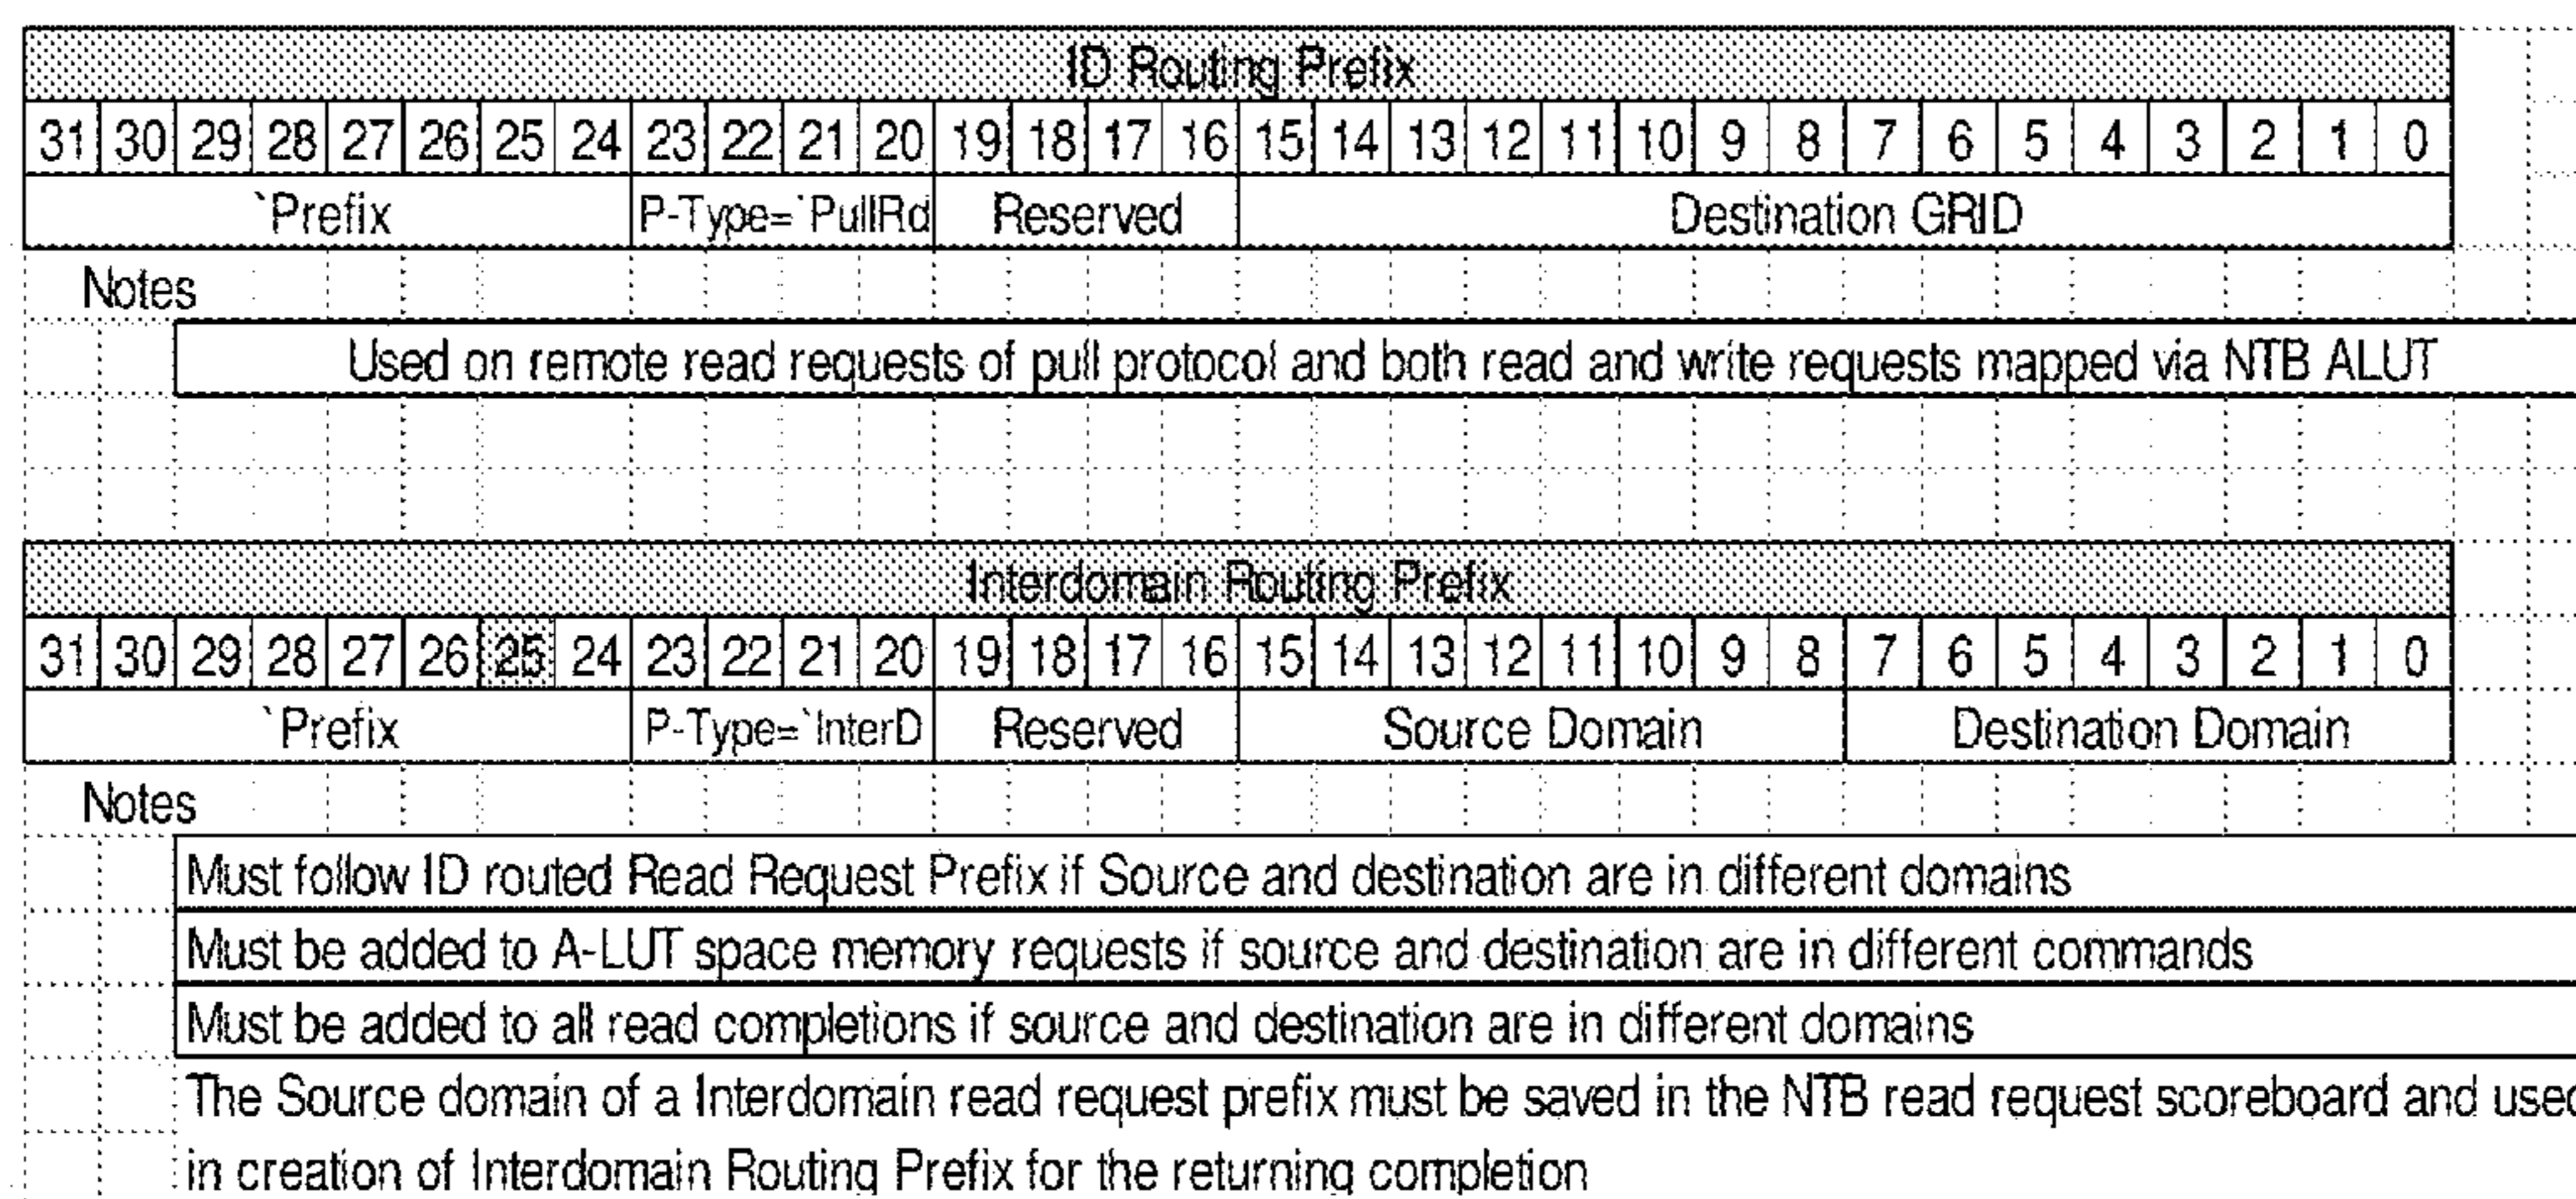 ID Routing Prefix
31 30 29 28 27 26 25 24 23 22 21 20 19 18 17 16 15 14 13 12 11 10 9 8 7 6 5 4 3 2 1 0
`Prefix P-Type=`PullRd Reserved Destination GRID
Notes
Used on remote read requests of pull protocol and both read and write requests mapped via NTB ALUT
Interdomain Routing Prefix
31 30 29 28 27 26 25 24 23 22 21 20 19 18 17 16 15 14 13 12 11 10 9 8 7 6 5 4 3 2 1 0
`Prefix P-Type=`InterD Reserved Source Domain Destination Domain
Notes
Must follow ID routed Read Request Prefix if Source and destination are in different domains
Must be added to A-LUT space memory requests if source and destination are in different commands
Must be added to all read completions if source and destination are in different domains
The Source domain of a Interdomain read request prefix must be saved in the NTB read request scoreboard and used
in creation of Interdomain Routing Prefix for the returning completion